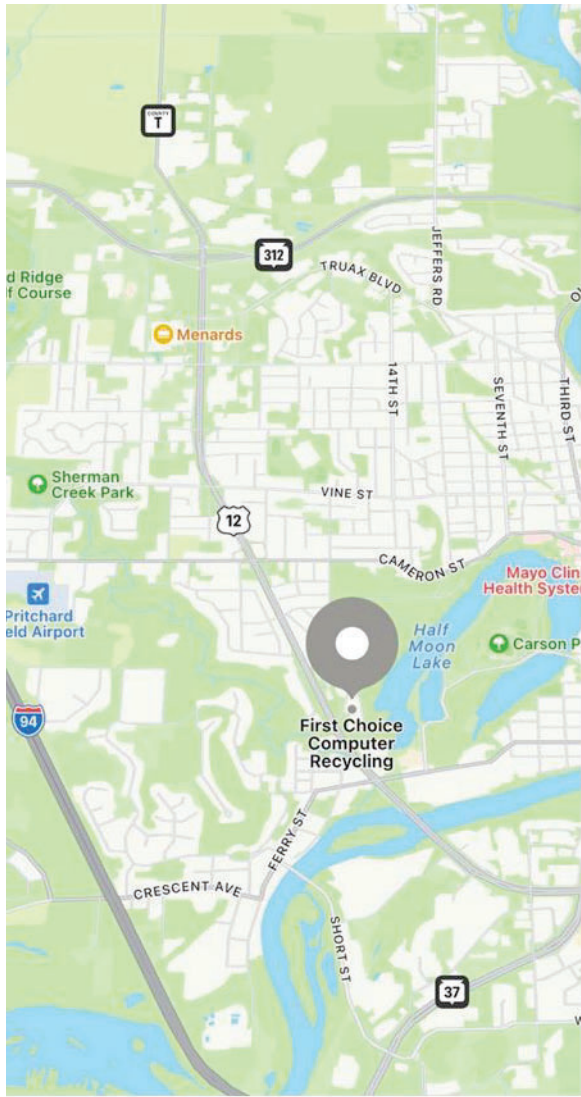 COUNTY
T
312
JEFFERS RD
TRUAX BLVD
d Ridge
f Course
Menards
14TH ST
SEVENTH ST
THIRD ST
O
Sherman
Creek Park
VINE ST
12
CAMERON ST
Mayo Clin
Health Syste
Pritchard
eld Airport
Half
Moon
Lake
Carson P
94
First Choice
Computer
Recycling
FERRY ST
CRESCENT AVE
SHORT ST
37
W